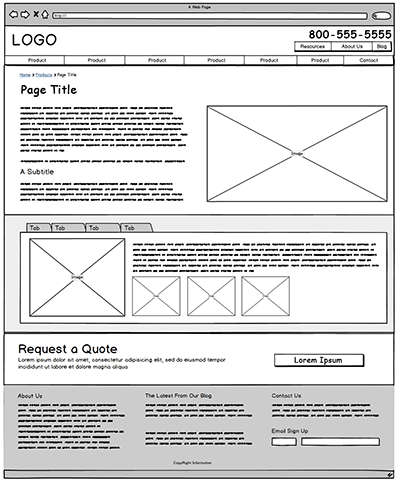 A Web Page
http://
LOGO
800-555-5555
Resources
About Us
Blog
Product
Product
Product
Product
Product
Contact
Home > Products > Page Title
Page Title
Image
A Subtitle
Tab
Tab
Tab
Tab
Image
Request a Quote
Lorem ipsum dolor sit amet, consectetur adipisicing elit, sed do eiusmod tempor
incididunt ut labore et dolore magna aliqua.
Lorem Ipsum
About Us
The Latest From Our Blog
Contact Us
Email Sign Up
CopyRight Information